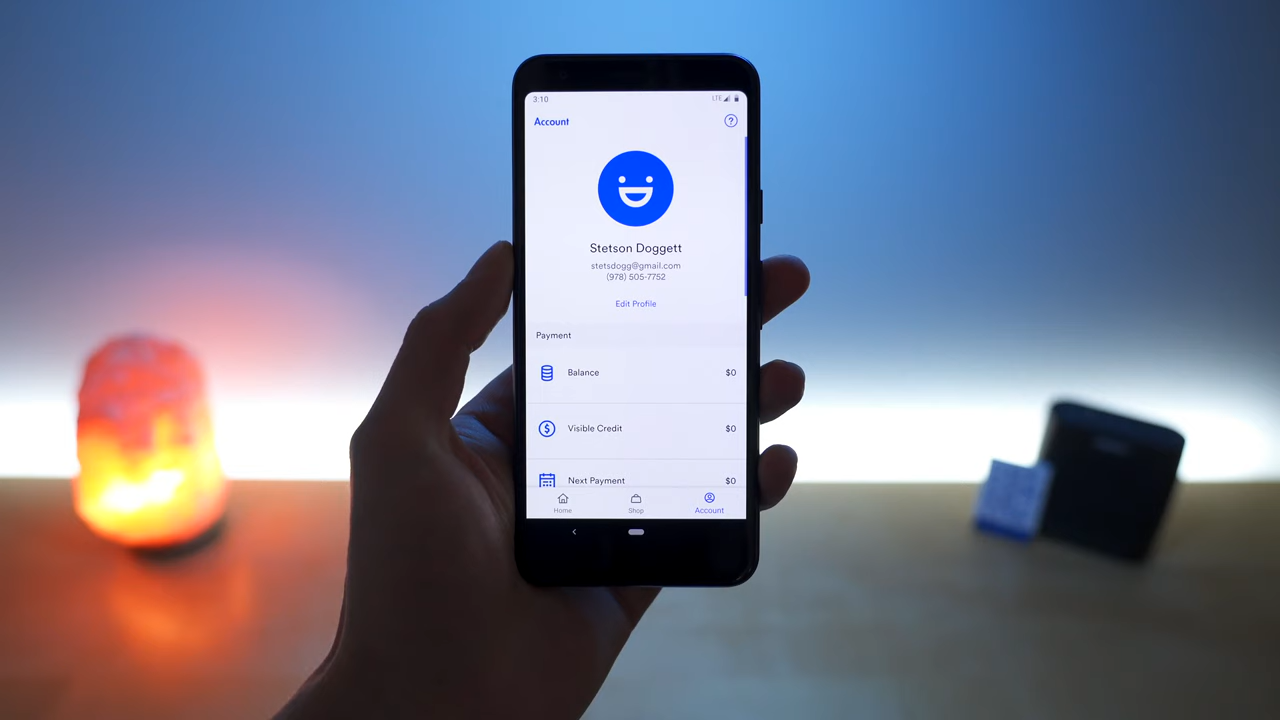 3:10 LTE
Account ?
Stetson Doggett
stetsdogg@gmail.com
(978) 505-7752
Edit Profile
Payment
Balance $0
$ Visible Credit $0
Next Payment $0
Home Shop Account